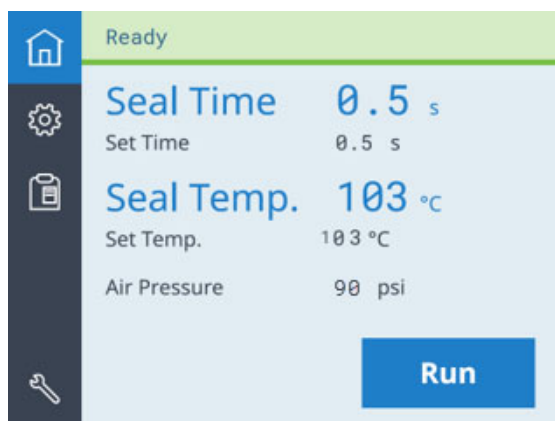 Ready
Seal Time 0.5 s
Set Time 0.5 s
Seal Temp. 103 °C
Set Temp. 103 °C
Air Pressure 90 psi
Run